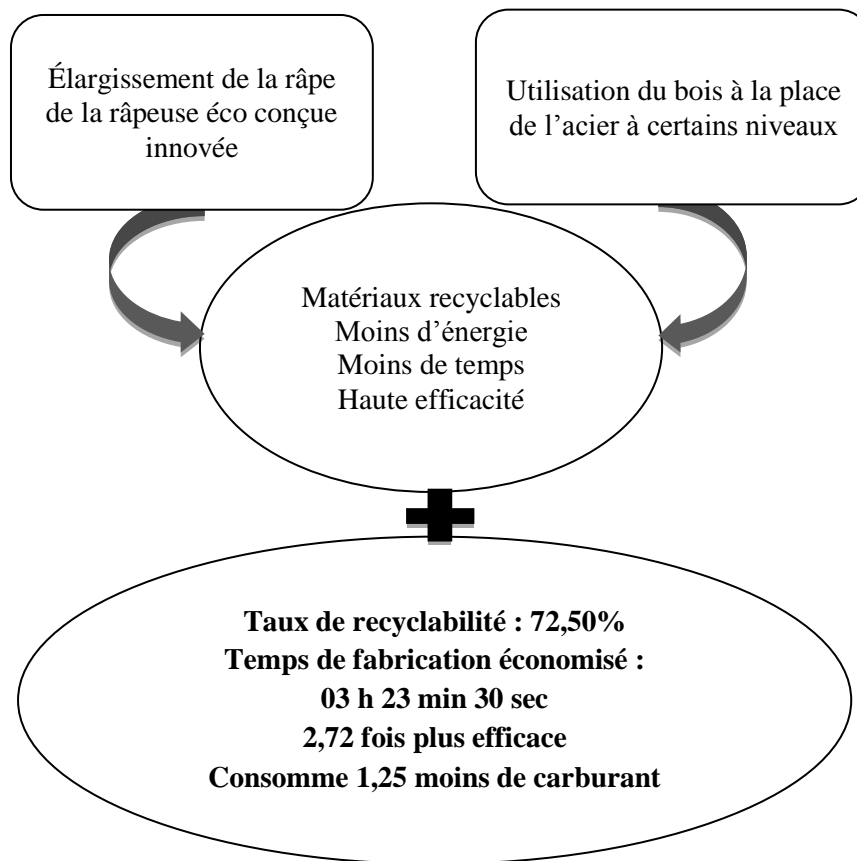 Élargissement de la râpe
de la râpeuse éco conçue
innovée
Utilisation du bois à la place
de l’acier à certains niveaux
Matériaux recyclables
Moins d’énergie
Moins de temps
Haute efficacité
Taux de recyclabilité : 72,50%
Temps de fabrication économisé :
03 h 23 min 30 sec
2,72 fois plus efficace
Consomme 1,25 moins de carburant